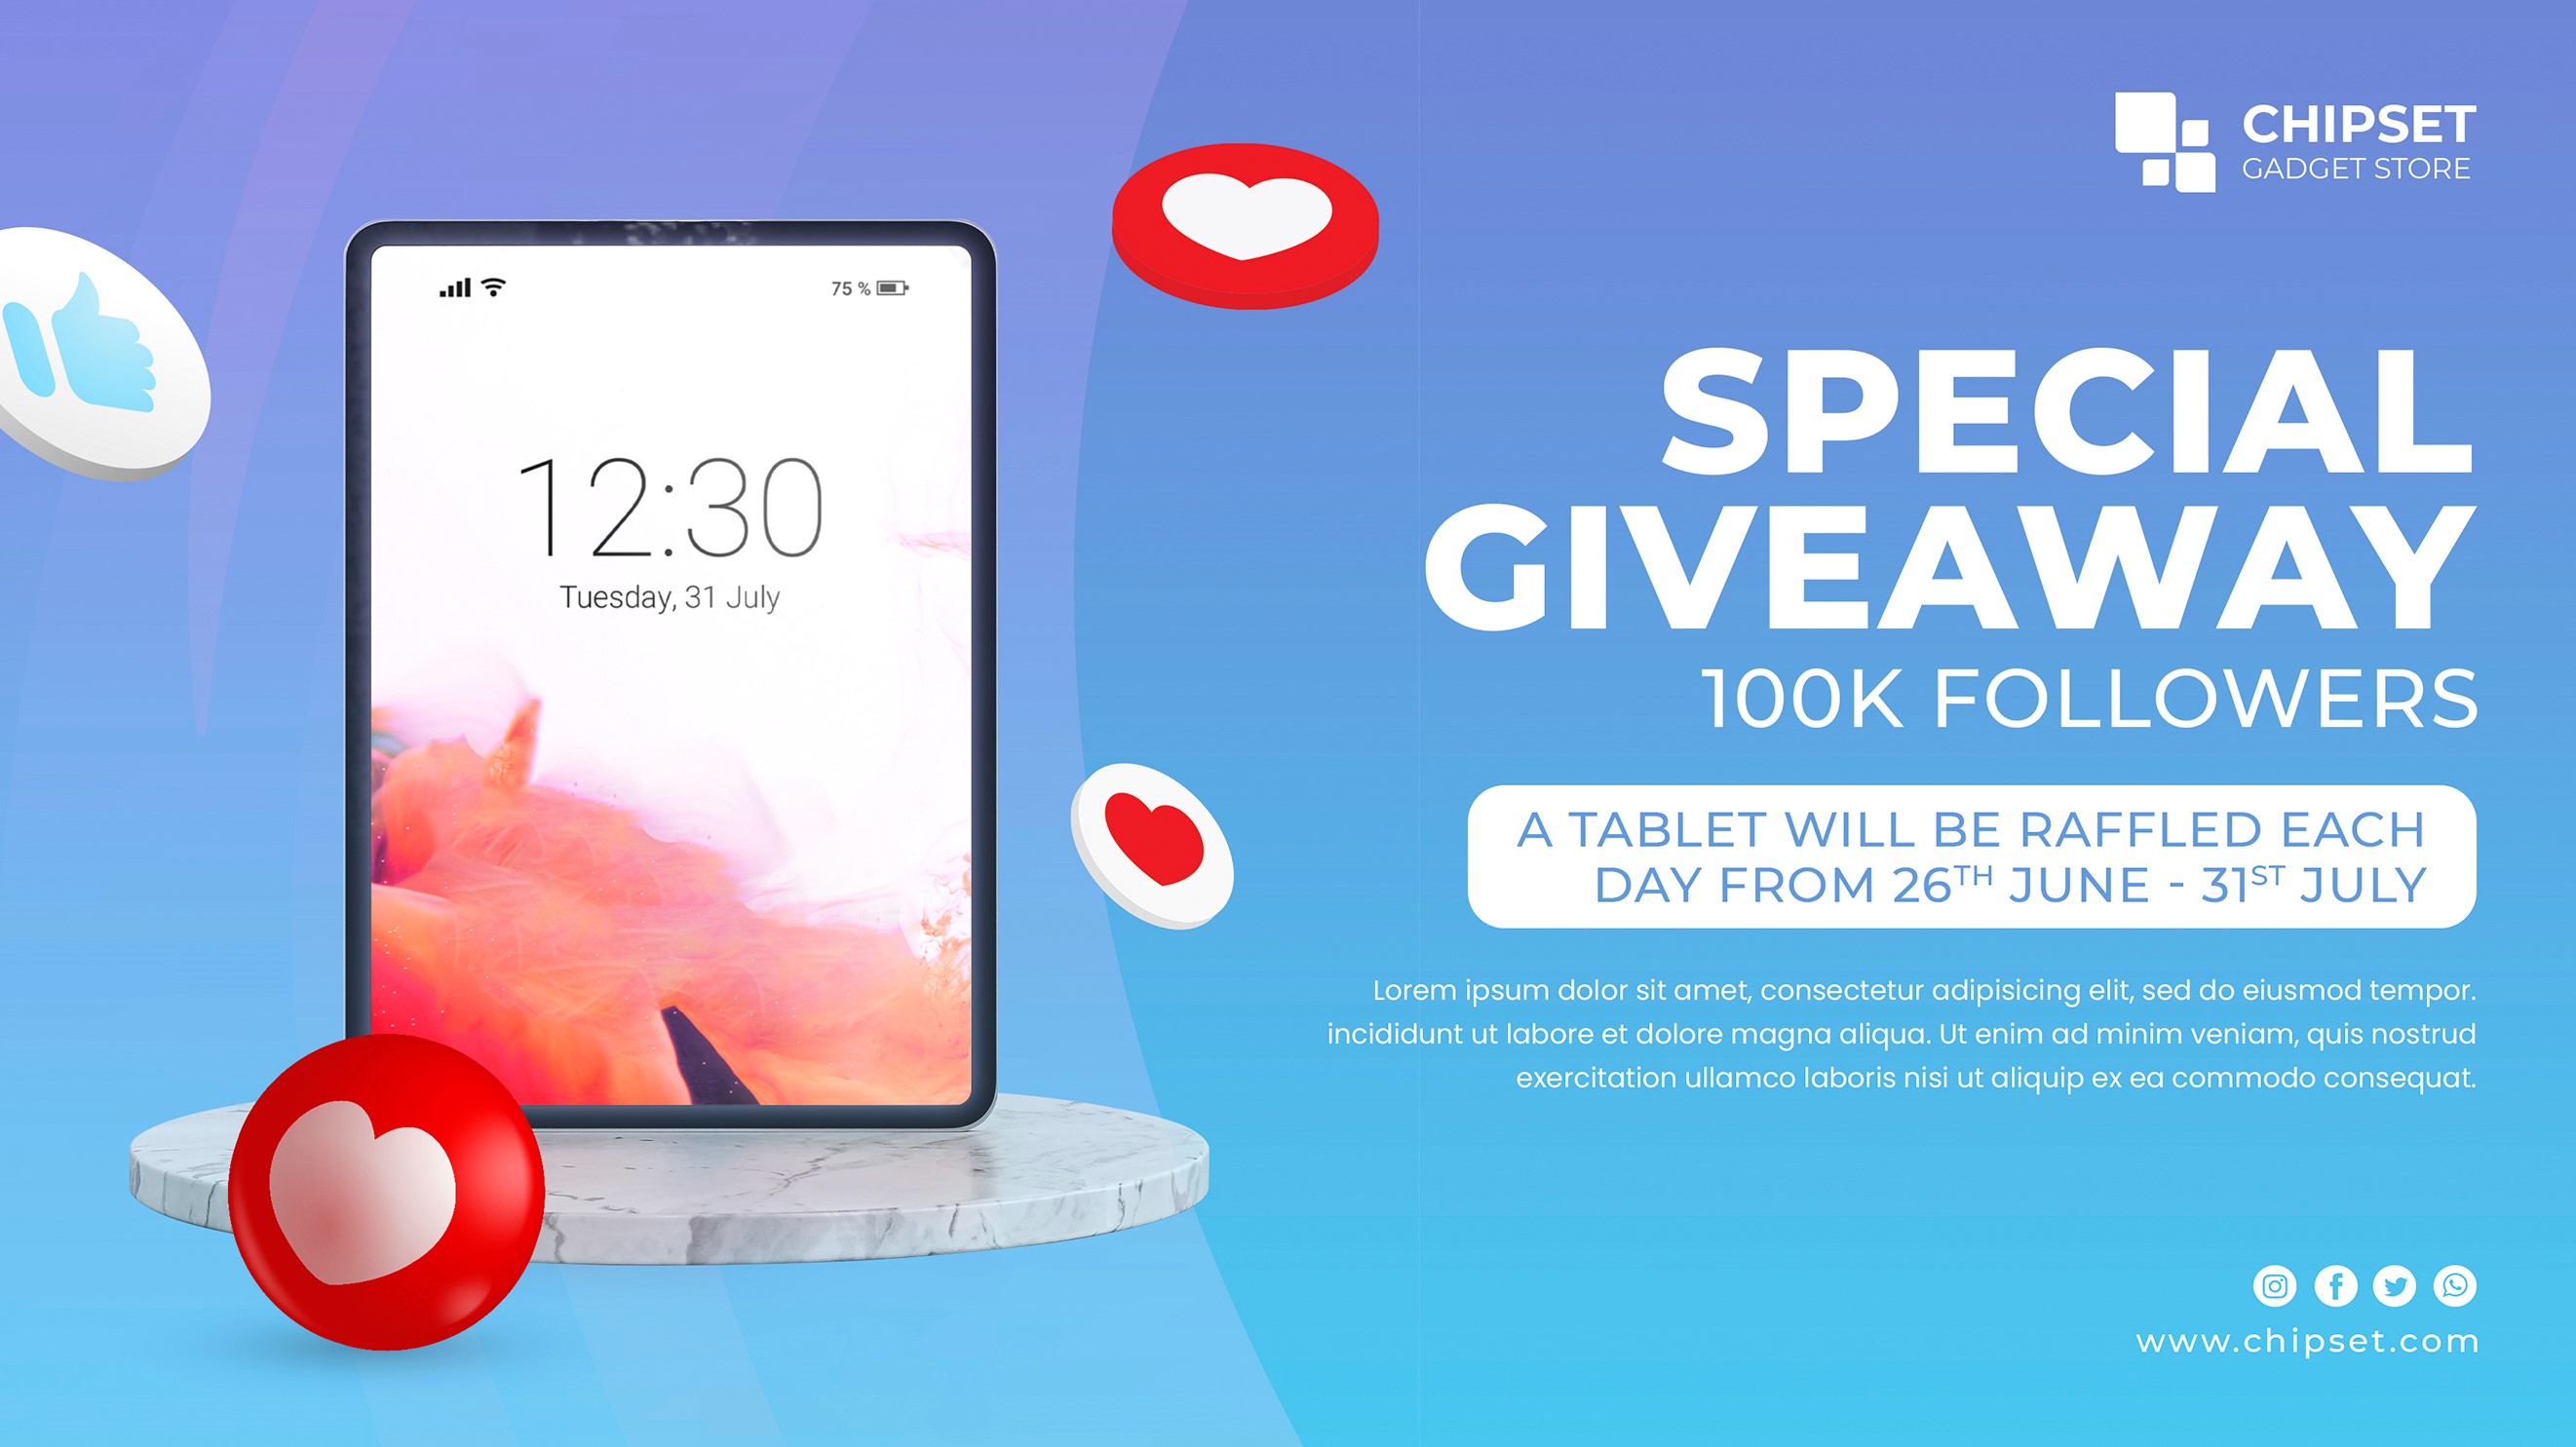 CHIPSET
GADGET STORE
75 %
12:30
Tuesday, 31 July
SPECIAL
GIVEAWAY
100K FOLLOWERS
A TABLET WILL BE RAFFLED EACH
DAY FROM 26TH JUNE - 31ST JULY
Lorem ipsum dolor sit amet, consectetur adipisicing elit, sed do eiusmod tempor.
incididunt ut labore et dolore magna aliqua. Ut enim ad minim veniam, quis nostrud
exercitation ullamco laboris nisi ut aliquip ex ea commodo consequat.
www.chipset.com